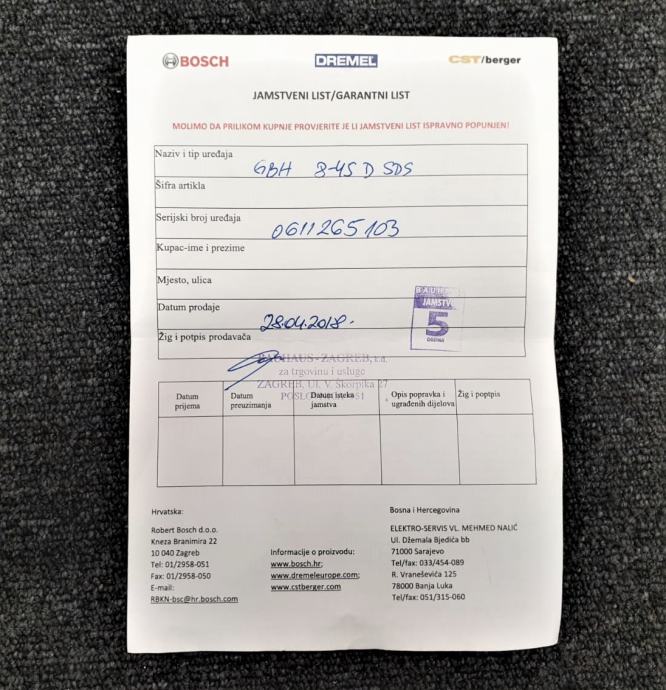 BOSCH
DREMEL
CST/berger
JAMSTVENI LIST/GARANTNI LIST
MOLIMO DA PRILIKOM KUPNJE PROVJERITE JE LI JAMSTVENI LIST ISPRAVNO POPUNJEN!
Naziv i tip uređaja
GBH 8-45 D SDS
Šifra artikla
Serijski broj uređaja
0611265103
Kupac-ime i prezime
Mjesto, ulica
Datum prodaje
28.04.2018.
JAMSTVO
5
GODINA
Žig i potpis prodavača
BAUHAUS-ZAGREB, k.d.
za trgovinu i usluge
ZAGREB, Ul. V. Škorpika 27
Datum prijema
Datum preuzimanja
Datum isteka jamstva
Opis popravka i ugrađenih dijelova
Žig i poptpis
Hrvatska:
Robert Bosch d.o.o.
Kneza Branimira 22
10 040 Zagreb
Tel: 01/2958-051
Fax: 01/2958-050
E-mail:
RBKN-bsc@hr.bosch.com
Informacije o proizvodu:
www.bosch.hr;
www.dremeleurope.com;
www.cstberger.com
Bosna i Hercegovina
ELEKTRO-SERVIS VL. MEHMED NALIĆ
Ul. Džemala Bjedića bb
71000 Sarajevo
Tel/fax: 033/454-089
R. Vraneševića 125
78000 Banja Luka
Tel/fax: 051/315-060